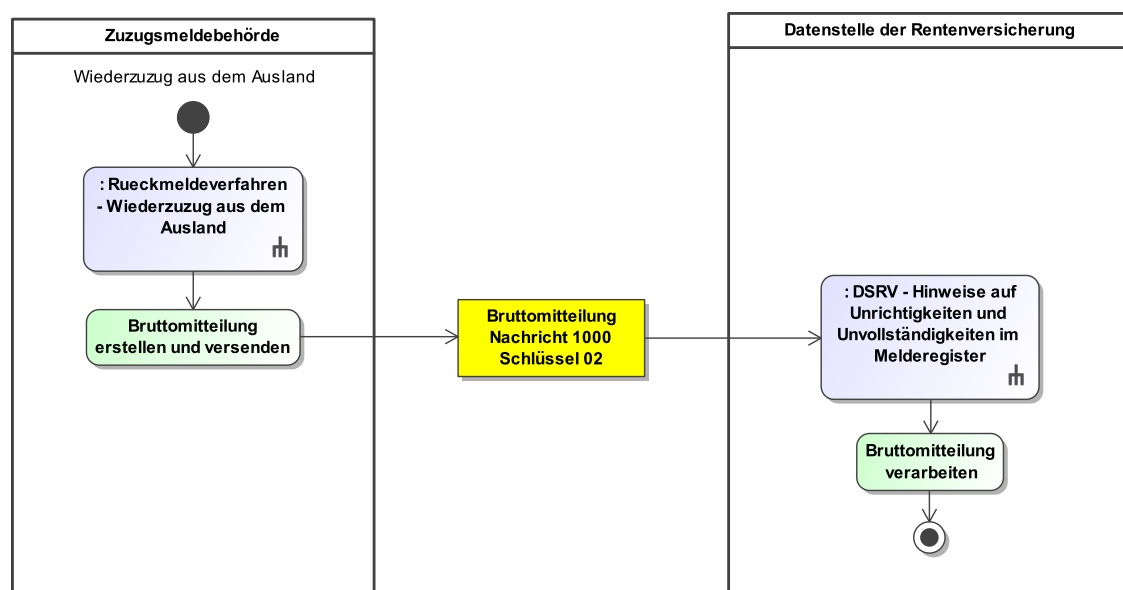 Zuzugsmeldebehörde
Wiederzuzug aus dem Ausland
: Rueckmeldeverfahren
- Wiederzuzug aus dem
Ausland
Bruttomitteilung
erstellen und versenden
Bruttomitteilung
Nachricht 1000
Schlüssel 02
Datenstelle der Rentenversicherung
: DSRV - Hinweise auf
Unrichtigkeiten und
Unvollständigkeiten im
Melderegister
Bruttomitteilung
verarbeiten